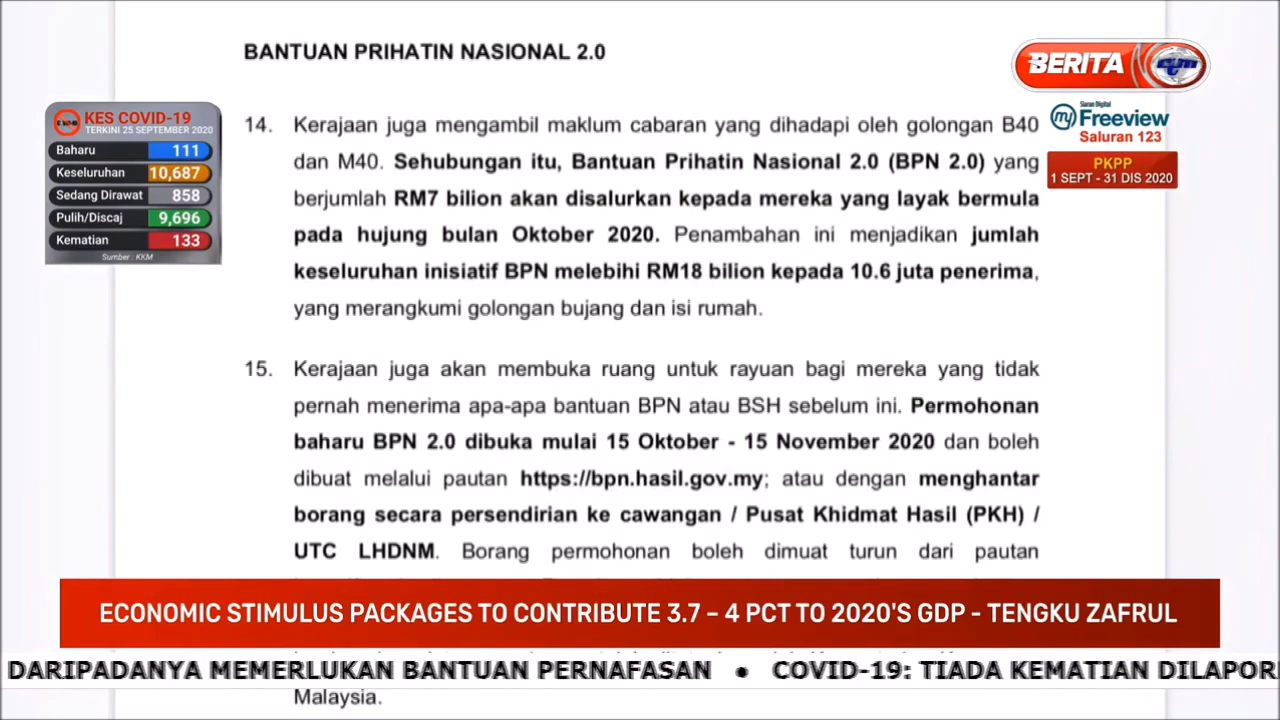 BANTUAN PRIHATIN NASIONAL 2.0
BERITA
rtm
KES COVID-19
TERKINI 25 SEPTEMBER 2020
Baharu 111
Keseluruhan 10,687
Sedang Dirawat 858
Pulih/Discaj 9,696
Kematian 133
Sumber : KKM
Siaran Digital
my Freeview
Saluran 123
PKPP
1 SEPT - 31 DIS 2020
14. Kerajaan juga mengambil maklum cabaran yang dihadapi oleh golongan B40
dan M40. Sehubungan itu, Bantuan Prihatin Nasional 2.0 (BPN 2.0) yang
berjumlah RM7 bilion akan disalurkan kepada mereka yang layak bermula
pada hujung bulan Oktober 2020. Penambahan ini menjadikan jumlah
keseluruhan inisiatif BPN melebihi RM18 bilion kepada 10.6 juta penerima,
yang merangkumi golongan bujang dan isi rumah.
15. Kerajaan juga akan membuka ruang untuk rayuan bagi mereka yang tidak
pernah menerima apa-apa bantuan BPN atau BSH sebelum ini. Permohonan
baharu BPN 2.0 dibuka mulai 15 Oktober - 15 November 2020 dan boleh
dibuat melalui pautan https://bpn.hasil.gov.my; atau dengan menghantar
borang secara persendirian ke cawangan / Pusat Khidmat Hasil (PKH) /
UTC LHDNM. Borang permohonan boleh dimuat turun dari pautan
ECONOMIC STIMULUS PACKAGES TO CONTRIBUTE 3.7 – 4 PCT TO 2020'S GDP - TENGKU ZAFRUL
DARIPADANYA MEMERLUKAN BANTUAN PERNAFASAN ● COVID-19: TIADA KEMATIAN DILAPOR
Malaysia.